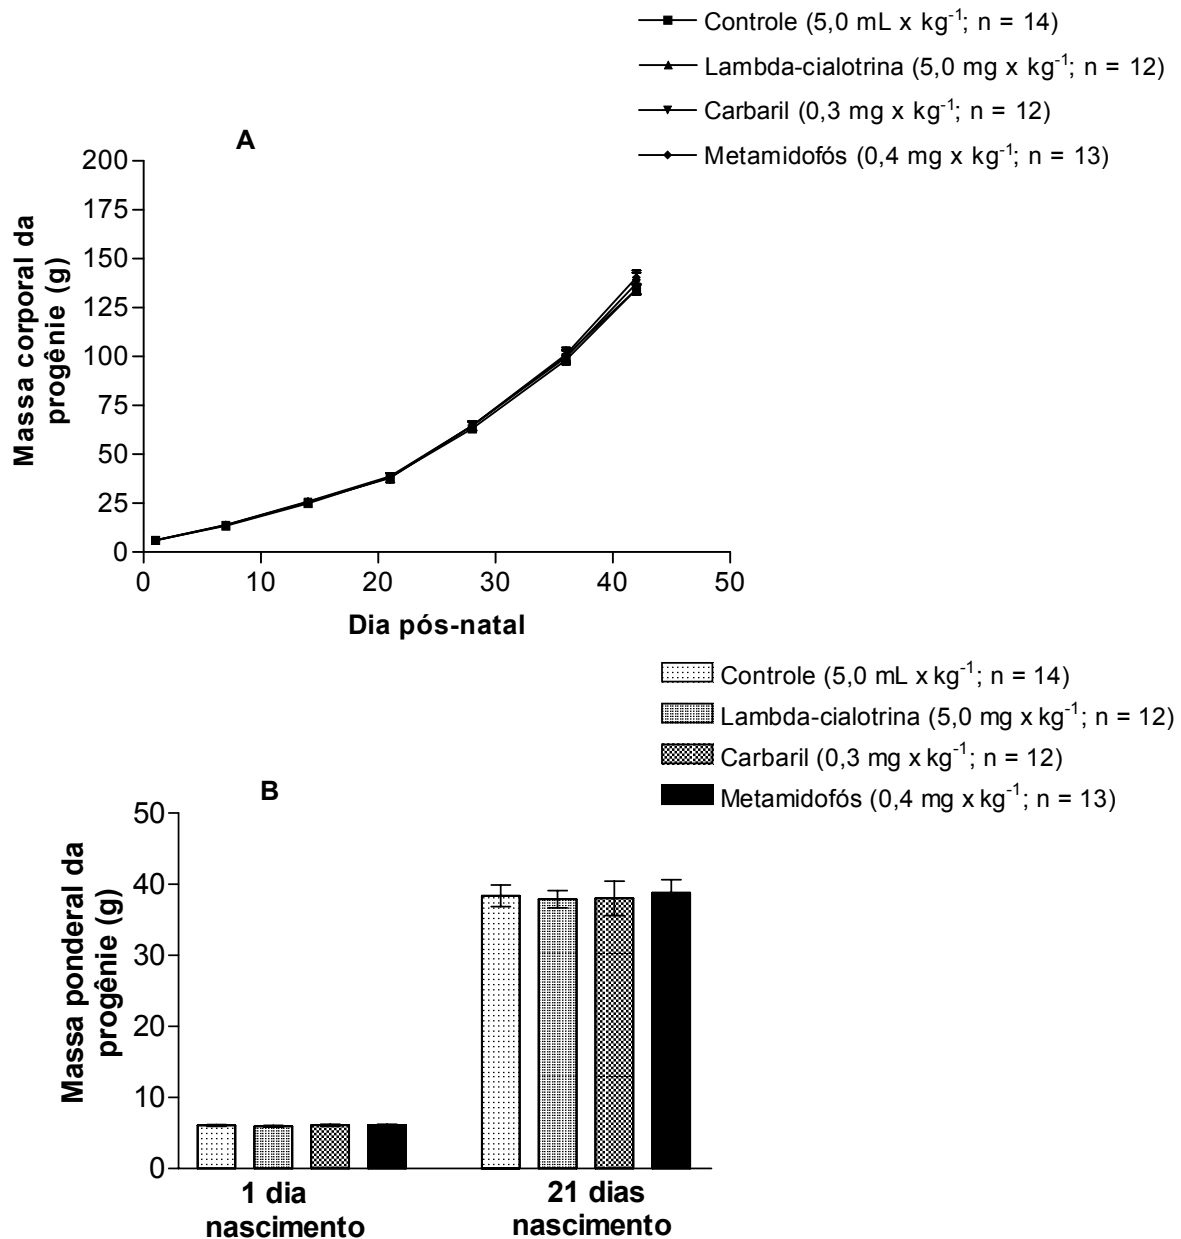 Controle (5,0 mL x kg⁻¹; n = 14)
Lambda-cialotrina (5,0 mg x kg⁻¹; n = 12)
Carbaril (0,3 mg x kg⁻¹; n = 12)
Metamidofós (0,4 mg x kg⁻¹; n = 13)
A
200
175
150
125
100
75
50
25
0
Massa corporal da
progênie (g)
0 10 20 30 40 50
Dia pós-natal
Controle (5,0 mL x kg⁻¹; n = 14)
Lambda-cialotrina (5,0 mg x kg⁻¹; n = 12)
Carbaril (0,3 mg x kg⁻¹; n = 12)
Metamidofós (0,4 mg x kg⁻¹; n = 13)
B
50
40
30
20
10
0
Massa ponderal da
progênie (g)
1 dia
nascimento
21 dias
nascimento